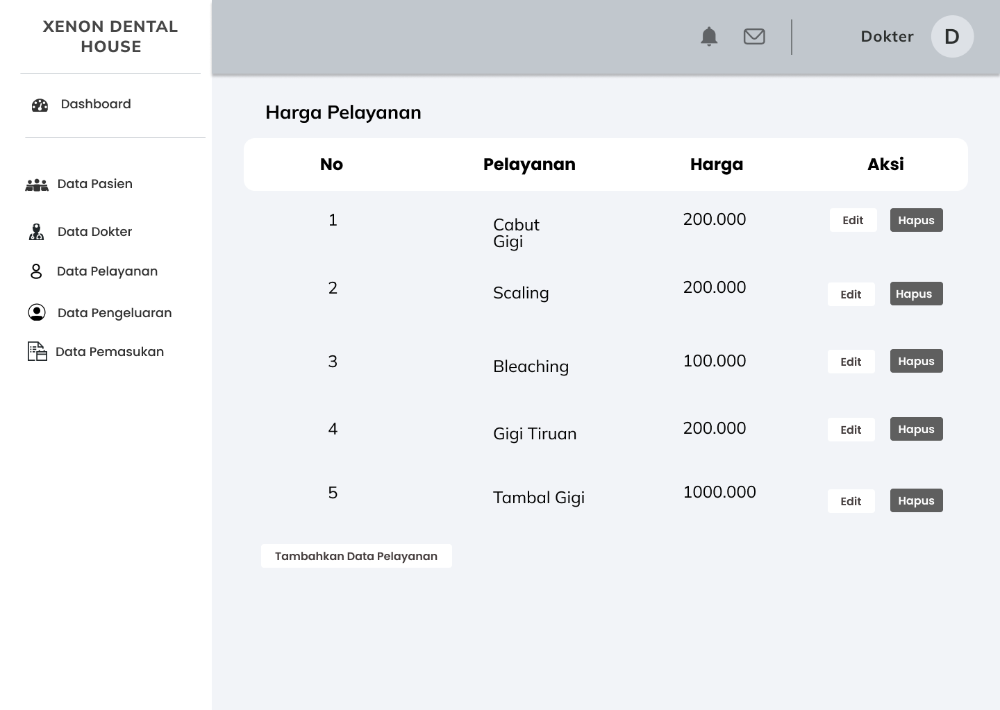 XENON DENTAL
HOUSE
Dokter
D
Dashboard
Data Pasien
Data Dokter
Data Pelayanan
Data Pengeluaran
Data Pemasukan
Harga Pelayanan
No Pelayanan Harga Aksi
1 Cabut 200.000 Edit Hapus
Gigi
2 Scaling 200.000 Edit Hapus
3 Bleaching 100.000 Edit Hapus
4 Gigi Tiruan 200.000 Edit Hapus
5 Tambal Gigi 1000.000 Edit Hapus
Tambahkan Data Pelayanan